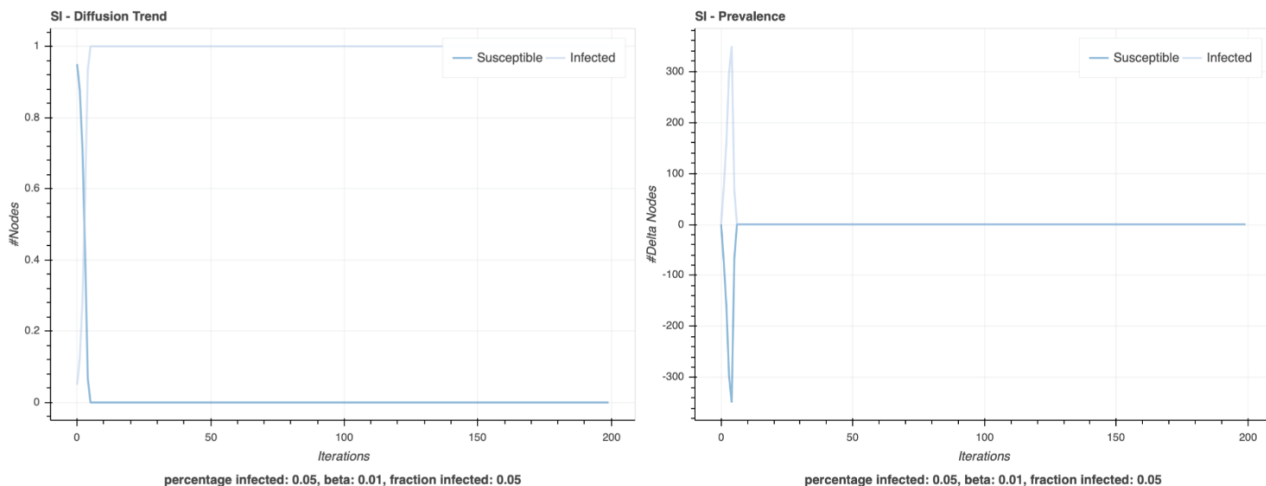 SI - Diffusion Trend
Susceptible
Infected
1
0.8
0.6
0.4
0.2
0
#Nodes
0
50
100
150
200
Iterations
percentage infected: 0.05, beta: 0.01, fraction infected: 0.05
SI - Prevalence
Susceptible
Infected
300
200
100
0
-100
-200
-300
#Delta Nodes
0
50
100
150
200
Iterations
percentage infected: 0.05, beta: 0.01, fraction infected: 0.05